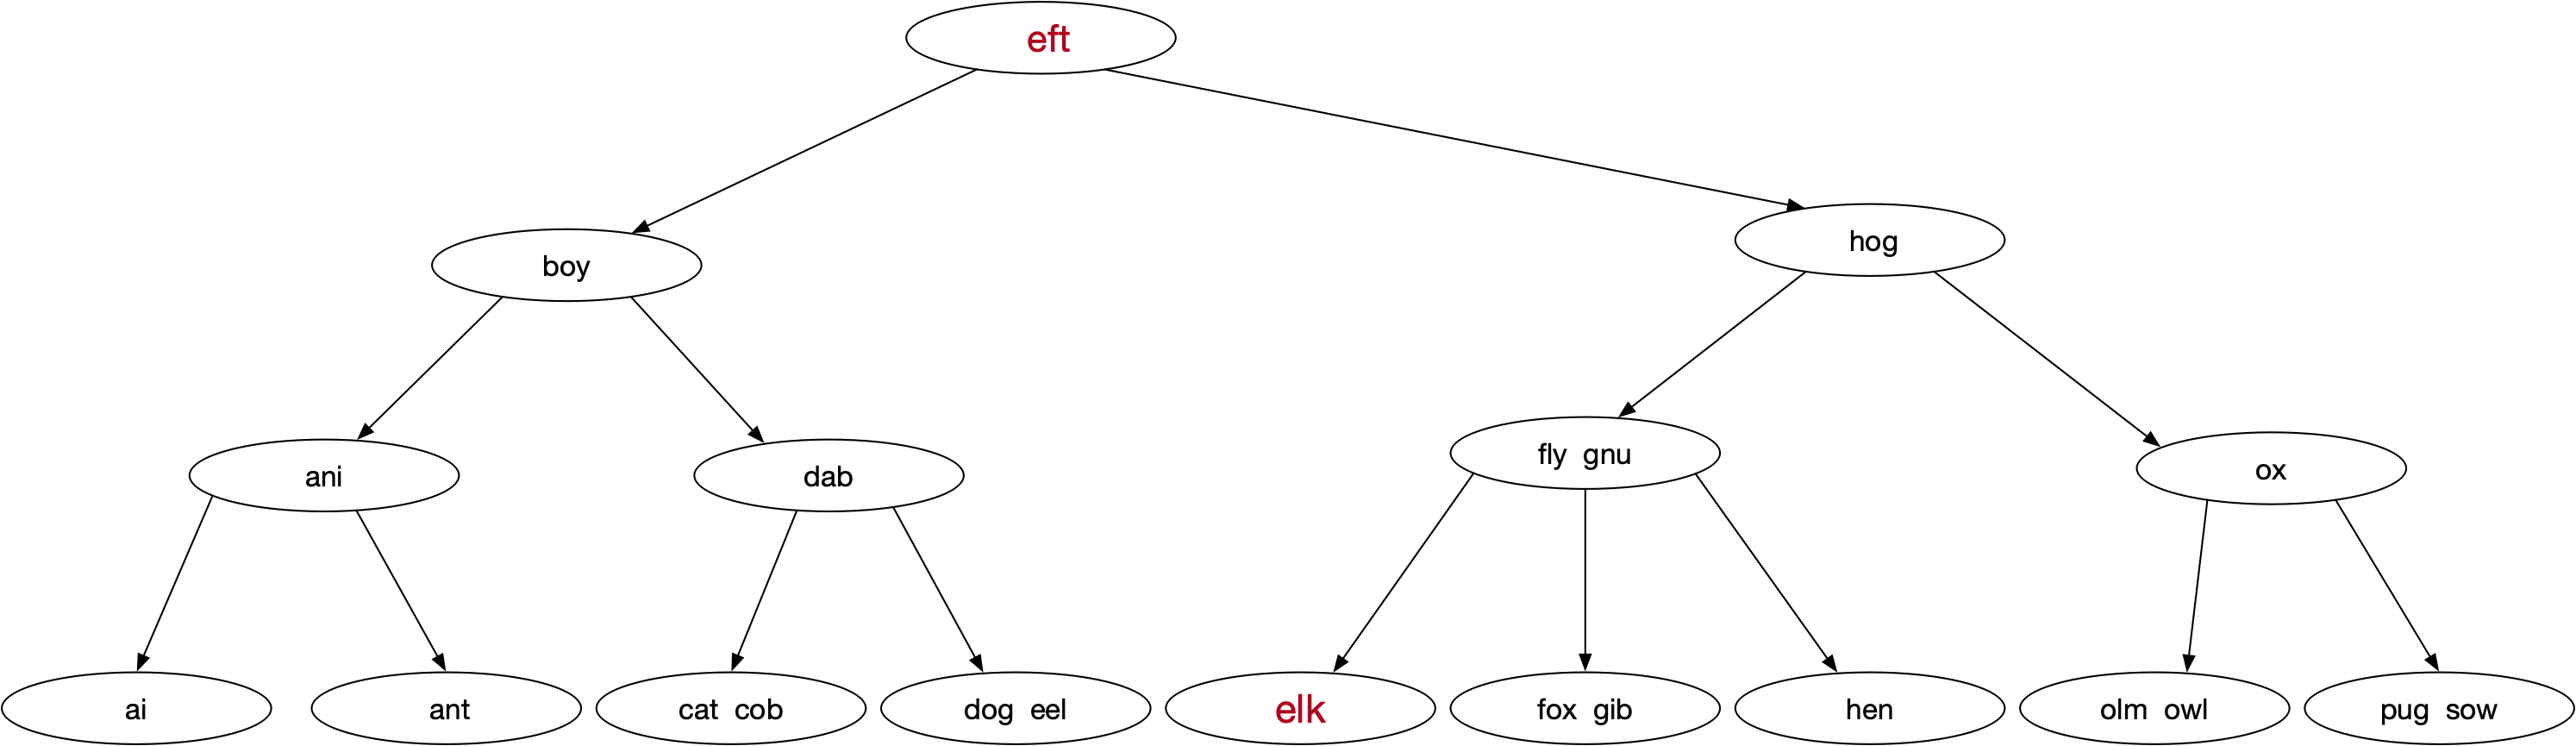 eft
boy
hog
ani
dab
fly gnu
ox
ai
ant
cat cob
dog eel
elk
fox gib
hen
olm owl
pug sow